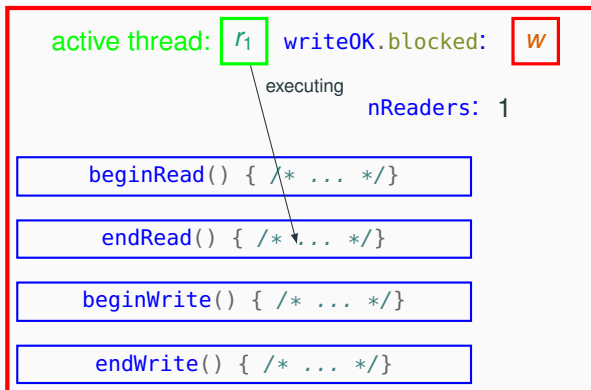 active thread: r1 writeOK.blocked: w
executing
nReaders: 1
beginRead() { /* ... */}
endRead() { /* ... */}
beginWrite() { /* ... */}
endWrite() { /* ... */}